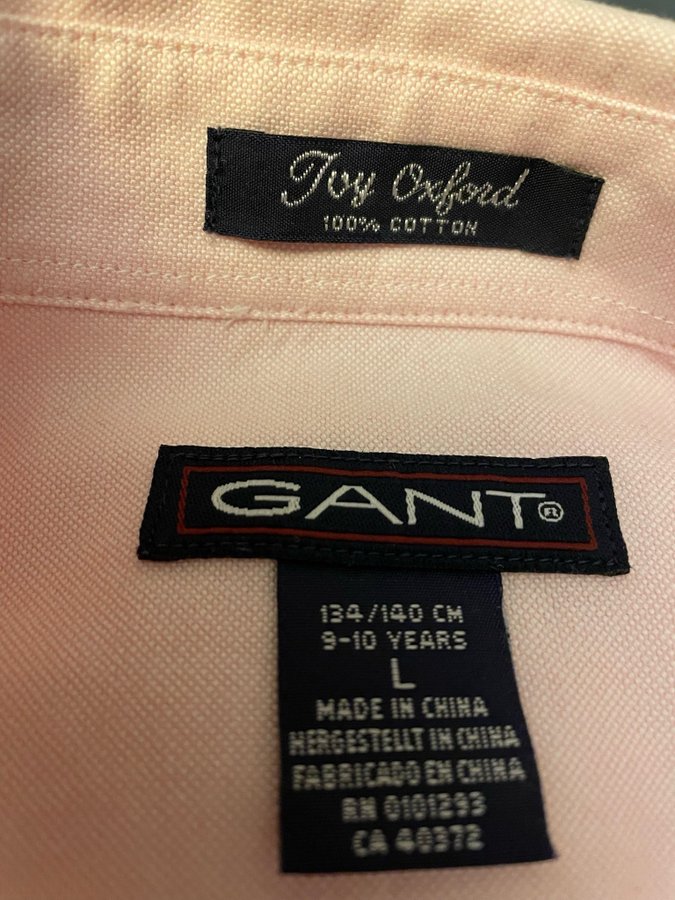 Ivy Oxford
100% COTTON
GANT®
134/140 CM
9-10 YEARS
L
MADE IN CHINA
HERGESTELLT IN CHINA
FABRICADO EN CHINA
RN 0101293
CA 40372